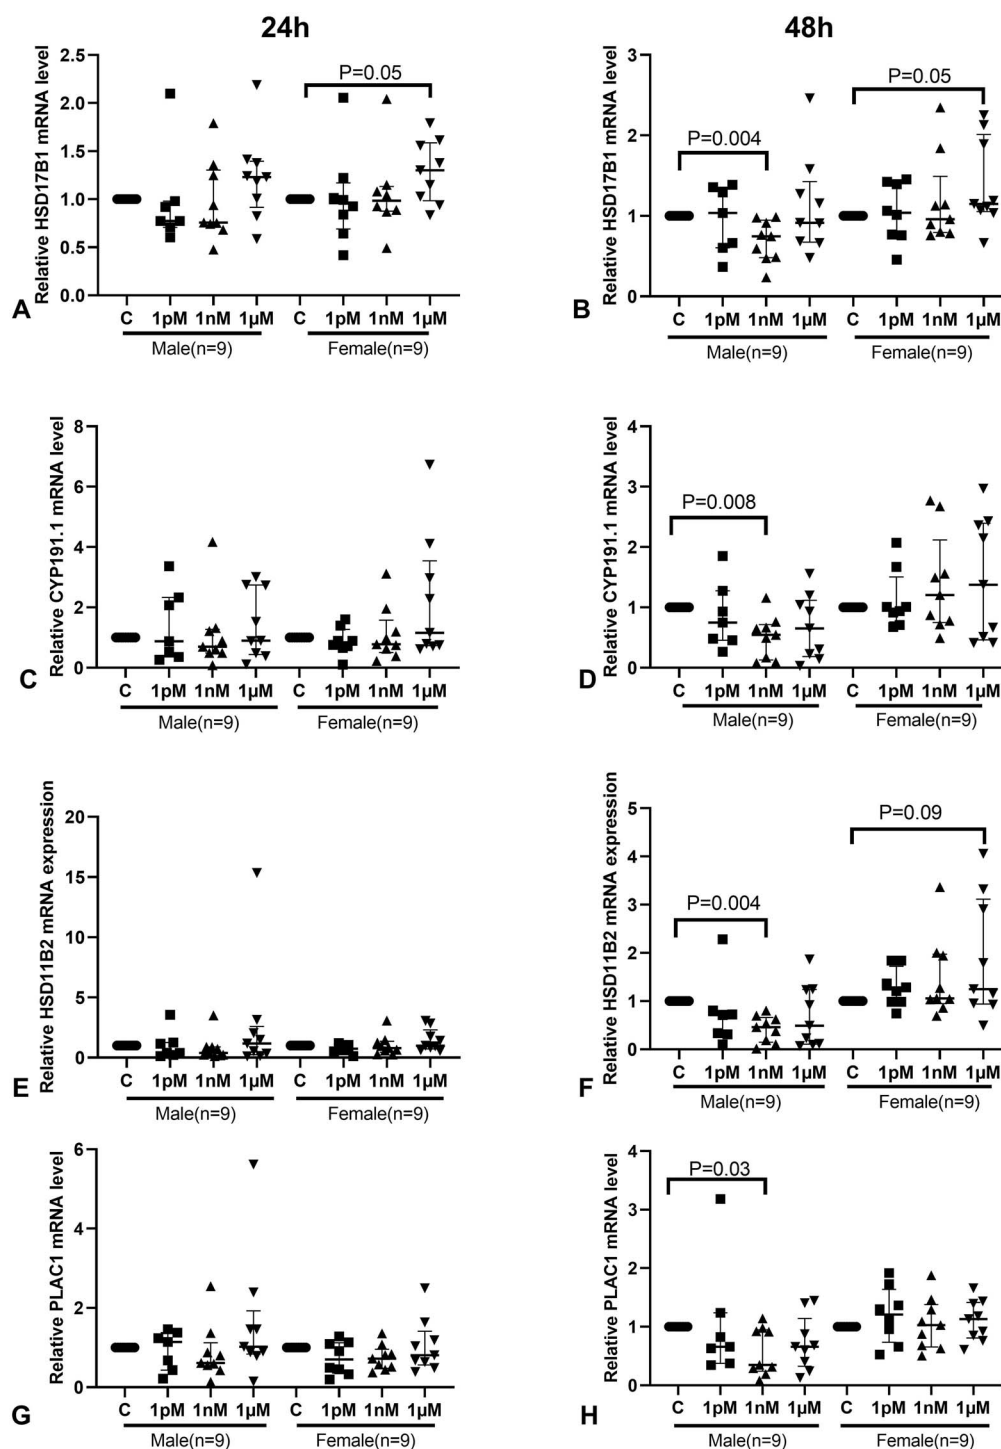 24h
48h
Relative HSD17B1 mRNA level
2.5
2.0
1.5
1.0
0.5
0.0
P=0.05
C 1pM 1nM 1µM C 1pM 1nM 1µM
Male(n=9) Female(n=9)
A
Relative HSD17B1 mRNA level
3
2
1
0
P=0.004
P=0.05
C 1pM 1nM 1µM C 1pM 1nM 1µM
Male(n=9) Female(n=9)
B
Relative CYP191.1 mRNA level
8
6
4
2
0
C 1pM 1nM 1µM C 1pM 1nM 1µM
Male(n=9) Female(n=9)
C
Relative CYP191.1 mRNA level
4
3
2
1
0
P=0.008
C 1pM 1nM 1µM C 1pM 1nM 1µM
Male(n=9) Female(n=9)
D
Relative HSD11B2 mRNA expression
20
15
10
5
0
C 1pM 1nM 1µM C 1pM 1nM 1µM
Male(n=9) Female(n=9)
E
Relative HSD11B2 mRNA expression
5
4
3
2
1
0
P=0.004
P=0.09
C 1pM 1nM 1µM C 1pM 1nM 1µM
Male(n=9) Female(n=9)
F
Relative PLAC1 mRNA level
6
4
2
0
C 1pM 1nM 1µM C 1pM 1nM 1µM
Male(n=9) Female(n=9)
G
Relative PLAC1 mRNA level
4
3
2
1
0
P=0.03
C 1pM 1nM 1µM C 1pM 1nM 1µM
Male(n=9) Female(n=9)
H